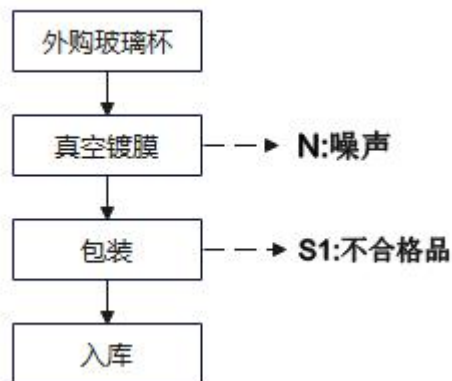 外购玻璃杯
真空镀膜
N:噪声
包装
S1:不合格品
入库